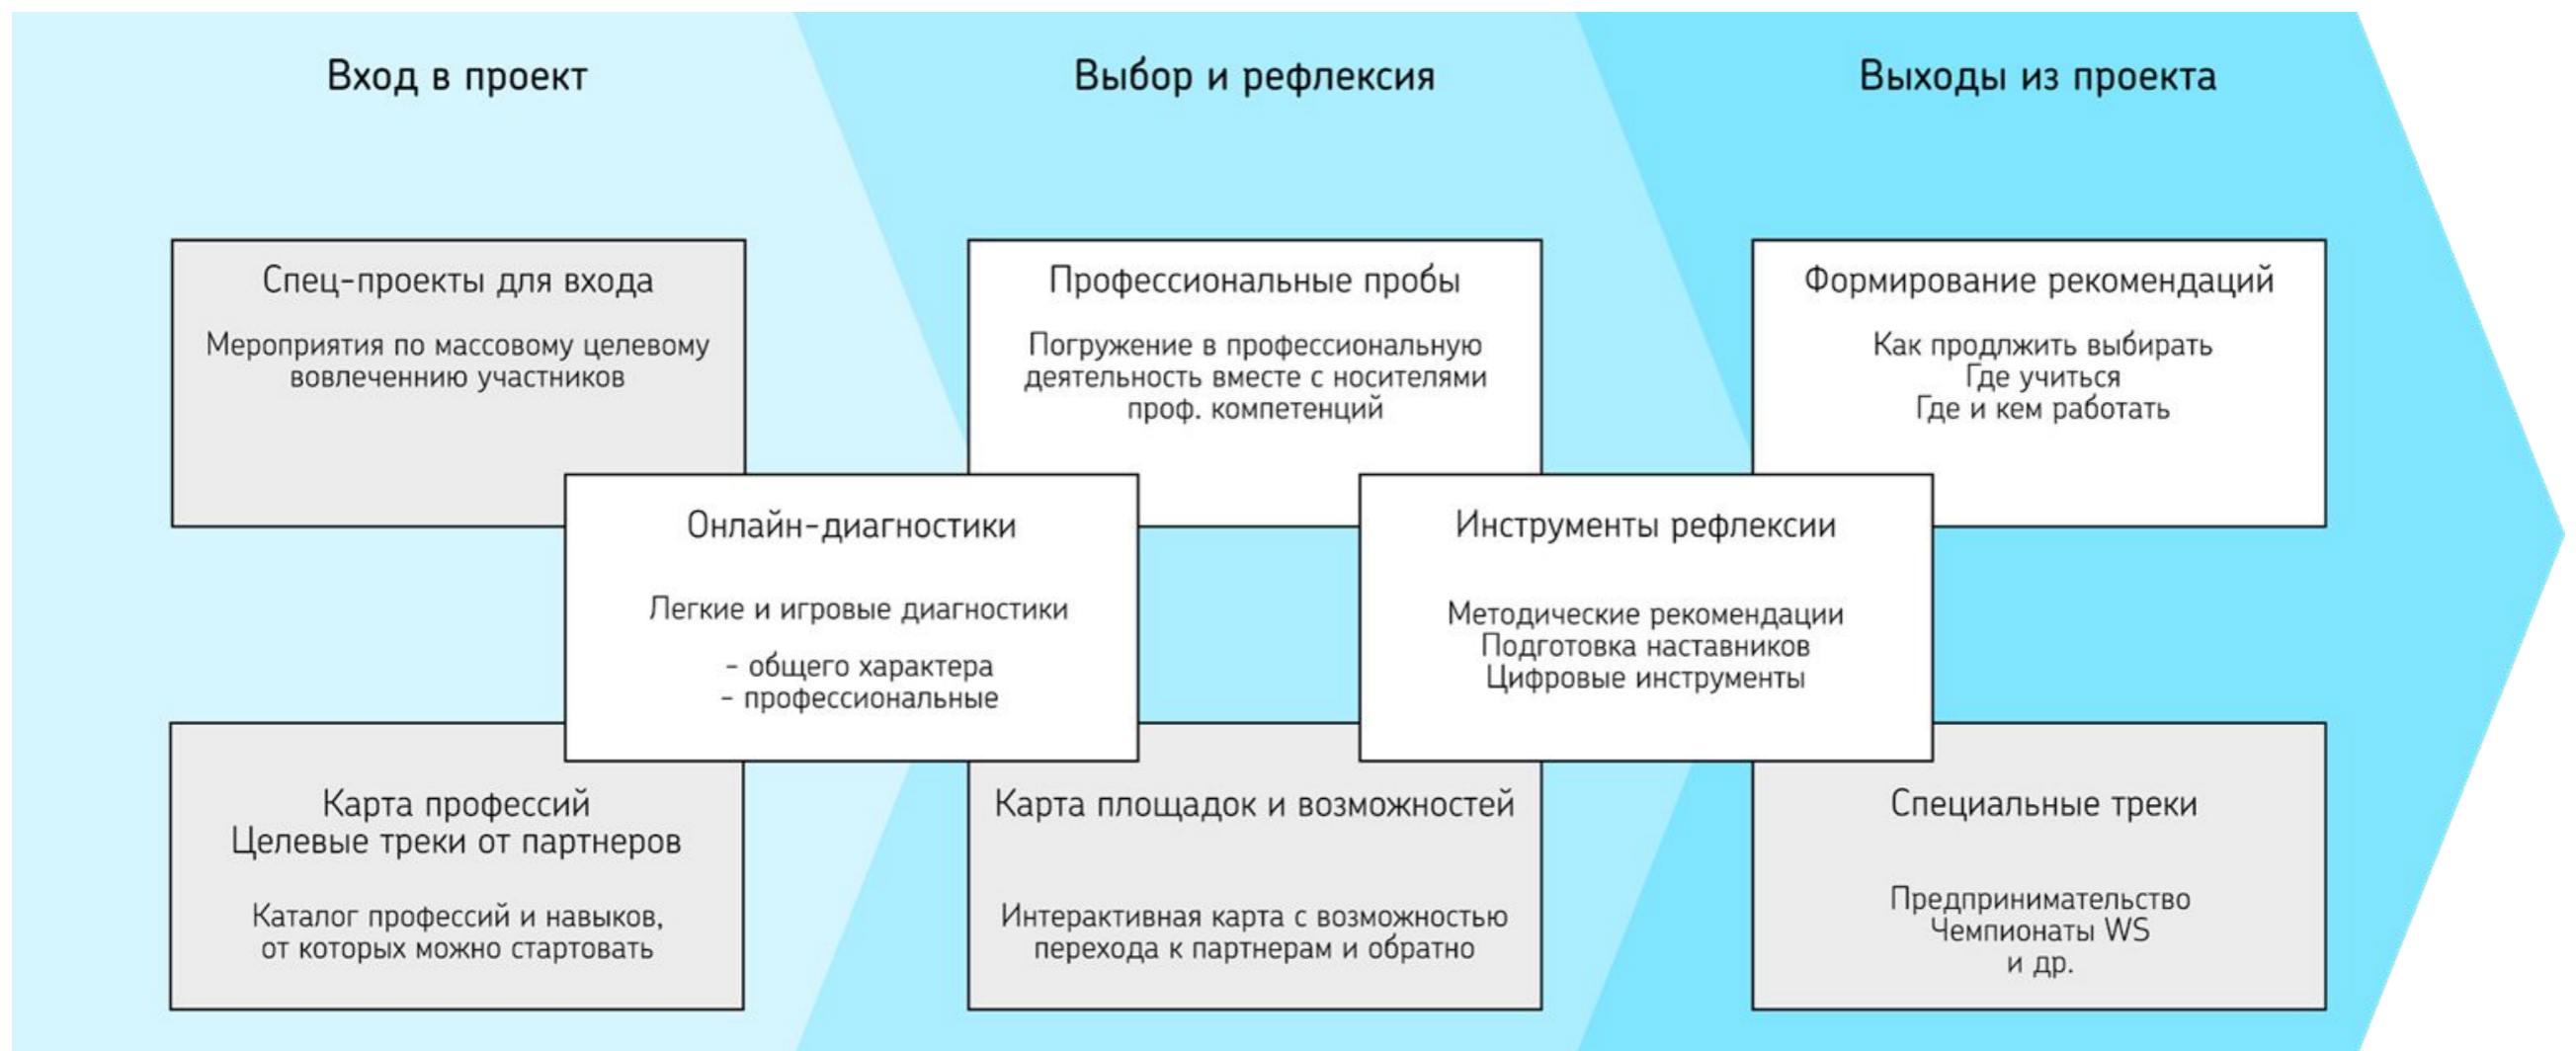 Вход в проект
Выбор и рефлексия
Выходы из проекта
Спец-проекты для входа
Мероприятия по массовому целевому
вовлеченнию участников
Профессиональные пробы
Погружение в профессиональную
деятельность вместе с носителями
проф. компетенций
Формирование рекомендаций
Как продлжить выбирать
Где учиться
Где и кем работать
Онлайн-диагностики
Легкие и игровые диагностики
- общего характера
- профессиональные
Инструменты рефлексии
Методические рекомендации
Подготовка наставников
Цифровые инструменты
Карта профессий
Целевые треки от партнеров
Каталог профессий и навыков,
от которых можно стартовать
Карта площадок и возможностей
Интерактивная карта с возможностью
перехода к партнерам и обратно
Специальные треки
Предпринимательство
Чемпионаты WS
и др.